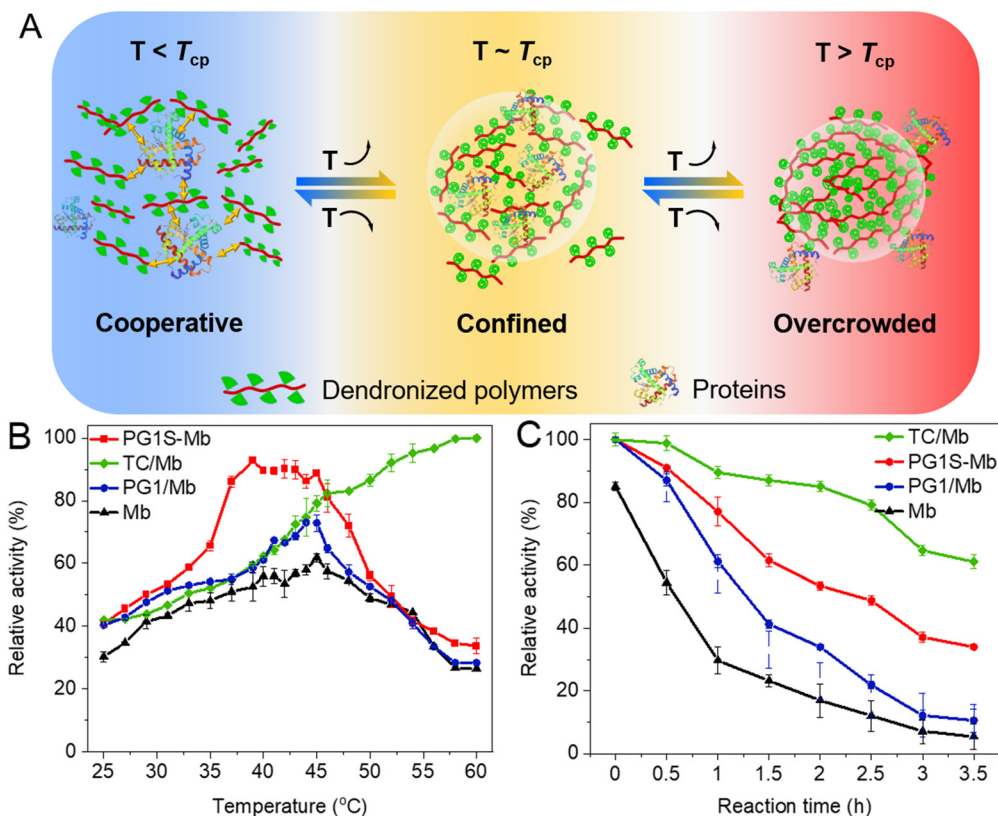 A
T < Tcp
T ~ Tcp
T > Tcp
T
T
T
T
Cooperative
Confined
Overcrowded
Dendronized polymers
Proteins
B
PG1S-Mb
TC/Mb
PG1/Mb
Mb
Relative activity (%)
100
80
60
40
20
0
25
30
35
40
45
50
55
60
Temperature (°C)
C
TC/Mb
PG1S-Mb
PG1/Mb
Mb
Relative activity (%)
100
80
60
40
20
0
0
0.5
1
1.5
2
2.5
3
3.5
Reaction time (h)